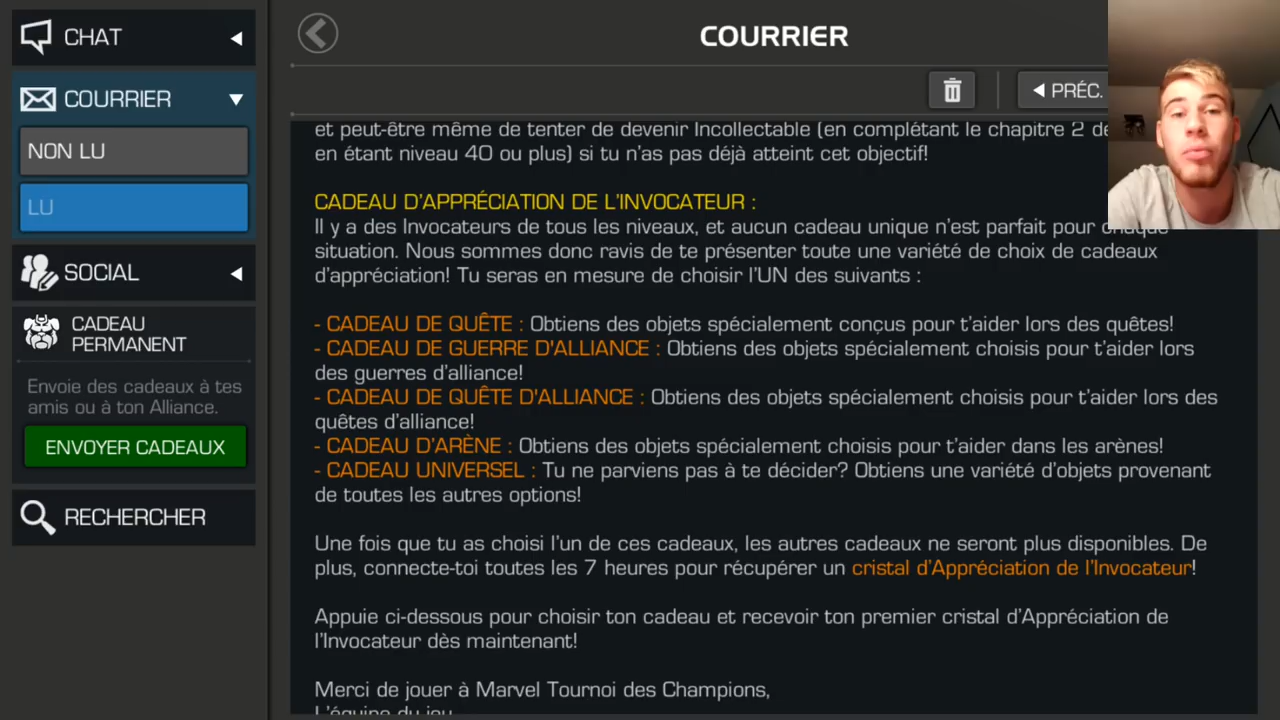 CHAT
COURRIER
NON LU
LU
SOCIAL
CADEAU
PERMANENT
Envoie des cadeaux à tes
amis ou à ton Alliance.
ENVOYER CADEAUX
RECHERCHER
COURRIER
PRÉC.
et peut-être même de tenter de devenir Incollectable (en complétant le chapitre 2 de
en étant niveau 40 ou plus) si tu n'as pas déjà atteint cet objectif!
CADEAU D'APPRÉCIATION DE L'INVOCATEUR :
Il y a des Invocateurs de tous les niveaux, et aucun cadeau unique n'est parfait pour chaque
situation. Nous sommes donc ravis de te présenter toute une variété de choix de cadeaux
d'appréciation! Tu seras en mesure de choisir l'UN des suivants :
- CADEAU DE QUÊTE : Obtiens des objets spécialement conçus pour t'aider lors des quêtes!
- CADEAU DE GUERRE D'ALLIANCE : Obtiens des objets spécialement choisis pour t'aider lors
des guerres d'alliance!
- CADEAU DE QUÊTE D'ALLIANCE : Obtiens des objets spécialement choisis pour t'aider lors des
quêtes d'alliance!
- CADEAU D'ARÈNE : Obtiens des objets spécialement choisis pour t'aider dans les arènes!
- CADEAU UNIVERSEL : Tu ne parviens pas à te décider? Obtiens une variété d'objets provenant
de toutes les autres options!
Une fois que tu as choisi l'un de ces cadeaux, les autres cadeaux ne seront plus disponibles. De
plus, connecte-toi toutes les 7 heures pour récupérer un cristal d'Appréciation de l'Invocateur!
Appuie ci-dessous pour choisir ton cadeau et recevoir ton premier cristal d'Appréciation de
l'Invocateur dès maintenant!
Merci de jouer à Marvel Tournoi des Champions,
L'équipe du jeu